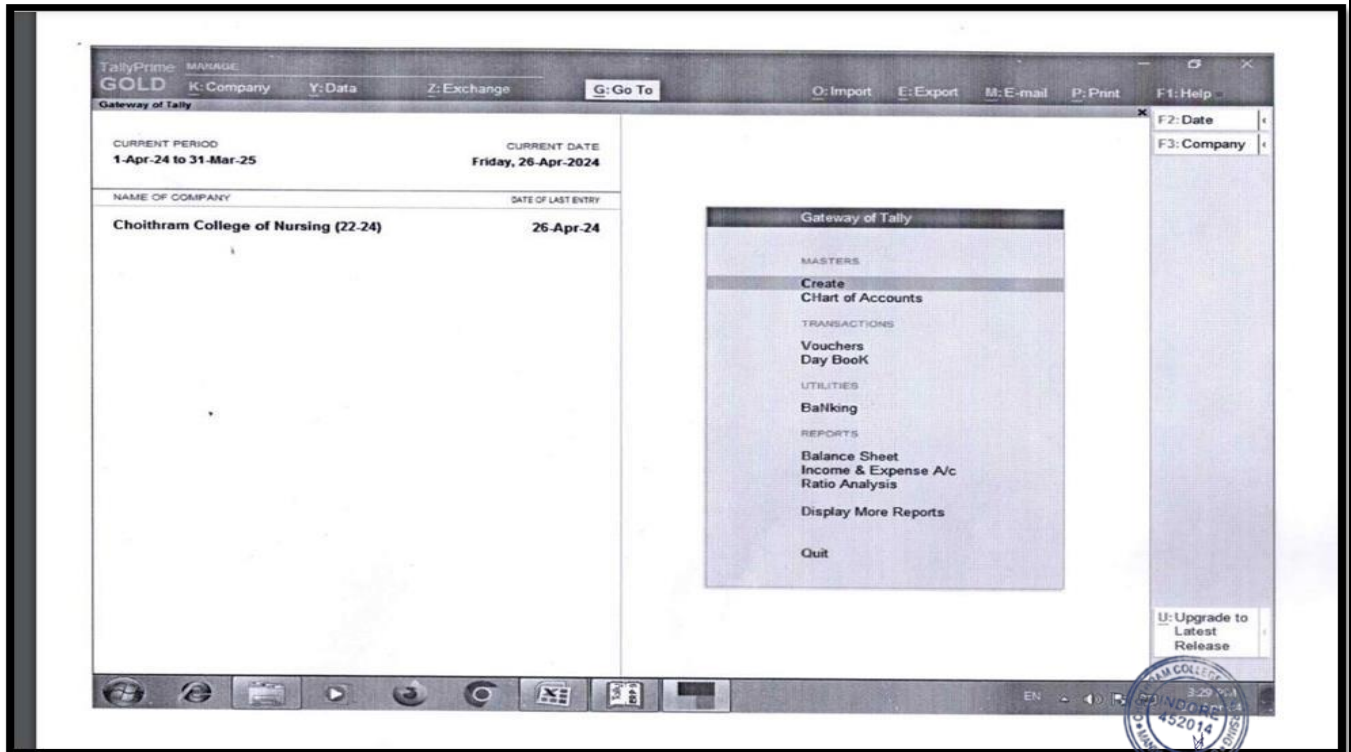 TallyPrime MANAGE
GOLD K: Company Y: Data Z: Exchange G: Go To O: Import E: Export M: E-mail P: Print F1: Help
Gateway of Tally
F2: Date
F3: Company
CURRENT PERIOD CURRENT DATE
1-Apr-24 to 31-Mar-25 Friday, 26-Apr-2024
NAME OF COMPANY DATE OF LAST ENTRY
Choithram College of Nursing (22-24) 26-Apr-24
Gateway of Tally
MASTERS
Create
CHart of Accounts
TRANSACTIONS
Vouchers
Day BooK
UTILITIES
BaNking
REPORTS
Balance Sheet
Income & Expense A/c
Ratio Analysis
Display More Reports
Quit
U: Upgrade to
Latest
Release
EN
3:29 PM
INDORE
452014